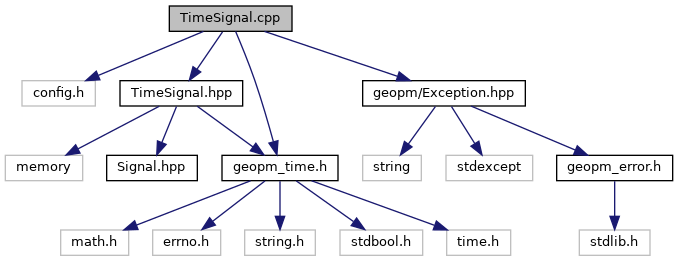 TimeSignal.cpp
config.h
TimeSignal.hpp
geopm/Exception.hpp
memory
Signal.hpp
geopm_time.h
string
stdexcept
geopm_error.h
math.h
errno.h
string.h
stdbool.h
time.h
stdlib.h